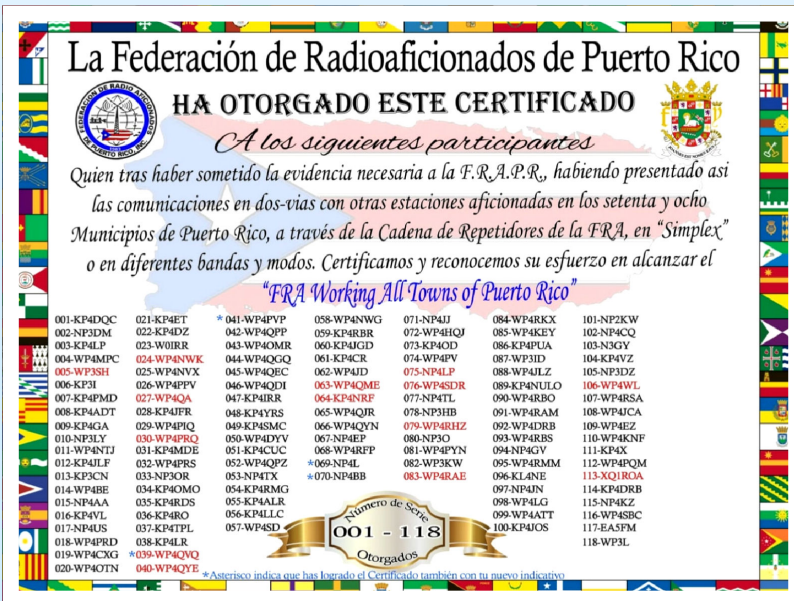 La Federación de Radioaficionados de Puerto Rico
FEDERACIÓN DE RADIO AFICIONADOS
DE PUERTO RICO, INC.
HA OTORGADO ESTE CERTIFICADO
A los siguientes participantes
Quien tras haber sometido la evidencia necesaria a la F.R.A.P.R., habiendo presentado asi
las comunicaciones en dos-vias con otras estaciones aficionadas en los setenta y ocho
Municipios de Puerto Rico, a través de la Cadena de Repetidores de la FRA, en "Simplex"
o en diferentes bandas y modos. Certificamos y reconocemos su esfuerzo en alcanzar el
"FRA Working All Towns of Puerto Rico"
001-KP4DQC
002-NP3DM
003-KP4LP
004-WP4MPC
005-WP3SH
006-KP3I
007-KP4PMD
008-KP4ADT
009-KP4GA
010-NP3LY
011-WP4NTJ
012-KP4JLF
013-KP3CN
014-WP4BE
015-NP4AA
016-KP4VL
017-NP4US
018-WP4PRD
019-WP4CXG
020-WP4OTN
021-KP4ET
022-KP4DZ
023-W0IRR
024-WP4NWK
025-WP4NVX
026-WP4PPV
027-WP4QA
028-KP4JFR
029-WP4PIQ
030-WP4PRQ
031-KP4MDE
032-WP4PRS
033-NP3OR
034-KP4OMO
035-KP4RDS
036-KP4RO
037-KP4TPL
038-KP4LR
*039-WP4QVQ
040-WP4QYE
*041-WP4PVP
042-WP4QPP
043-WP4OMR
044-WP4QGQ
045-WP4QEC
046-WP4QDI
047-KP4IRR
048-KP4YRS
049-KP4SMC
050-WP4DYV
051-KP4CUC
052-WP4QPZ
053-NP4TX
054-KP4RMG
055-KP4ALR
056-KP4LLC
057-WP4SD
058-WP4NWG
059-KP4RBR
060-KP4JGD
061-KP4CR
062-WP4JD
063-WP4QME
064-KP4NRF
065-WP4QJR
066-WP4QYN
067-NP4EP
068-WP4RFP
*069-NP4L
*070-NP4BB
071-NP4JJ
072-WP4HQJ
073-KP4OD
074-WP4PV
075-NP4LP
076-WP4SDR
077-NP4TL
078-NP3HB
079-WP4RHZ
080-NP3O
081-WP4PYN
082-WP3KW
083-WP4RAE
084-WP4RKX
085-WP4KEY
086-KP4PUA
087-WP3ID
088-WP4JLZ
089-KP4NULO
090-WP4RBO
091-WP4RAM
092-WP4DRB
093-WP4RBS
094-NP4GV
095-WP4RMM
096-KL4NE
097-NP4JN
098-WP4LG
099-WP4ATT
100-KP4JOS
101-NP2KW
102-NP4CQ
103-N3GY
104-KP4VZ
105-NP3DZ
106-WP4WL
107-WP4RSA
108-WP4JCA
109-WP4EZ
110-WP4KNF
111-KP4X
112-WP4PQM
113-XQ1ROA
114-KP4DRB
115-NP4KZ
116-WP4SBC
117-EA5FM
118-WP3L
Número de Serie
001 - 118
Otorgados
*Asterisco indica que has logrado el Certificado también con tu nuevo indicativo